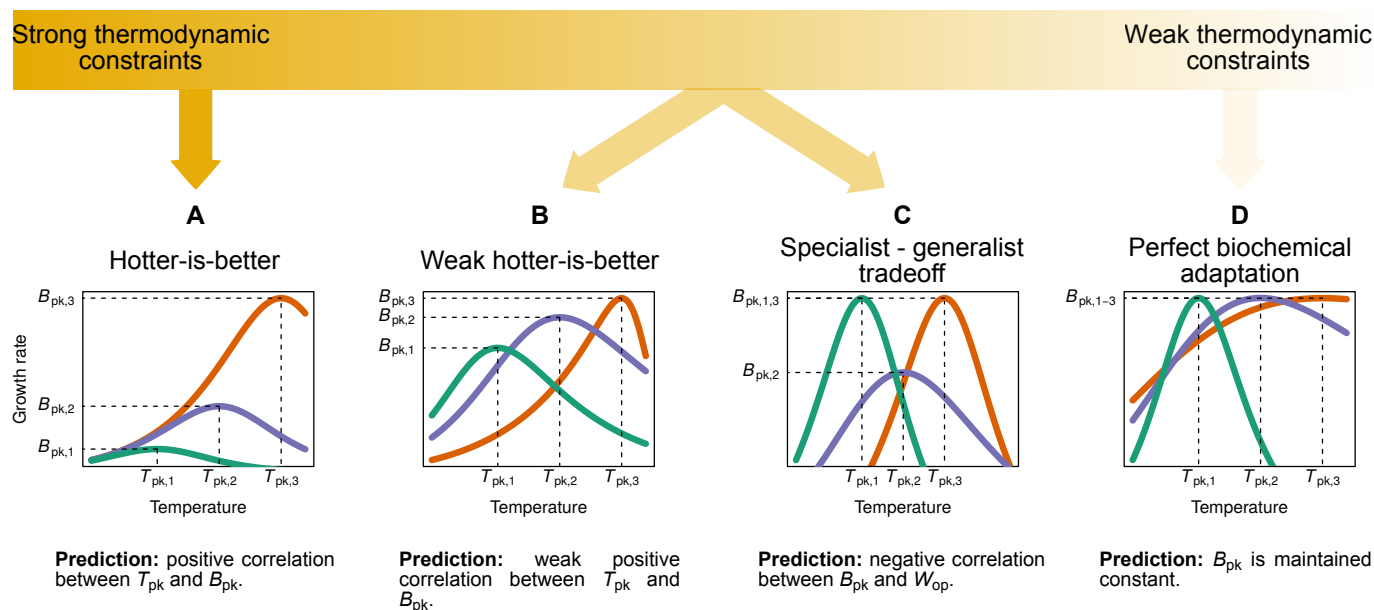 Strong thermodynamic
constraints
Weak thermodynamic
constraints
A
Hotter-is-better
Growth rate
Bpk,3
Bpk,2
Bpk,1
Tpk,1 Tpk,2 Tpk,3
Temperature
Prediction: positive correlation
between Tpk and Bpk.
B
Weak hotter-is-better
Bpk,3
Bpk,2
Bpk,1
Tpk,1 Tpk,2 Tpk,3
Temperature
Prediction: weak positive
correlation between Tpk and
Bpk.
C
Specialist - generalist
tradeoff
Bpk,1,3
Bpk,2
Tpk,1 Tpk,2 Tpk,3
Temperature
Prediction: negative correlation
between Bpk and Wop.
D
Perfect biochemical
adaptation
Bpk,1−3
Tpk,1 Tpk,2 Tpk,3
Temperature
Prediction: Bpk is maintained
constant.